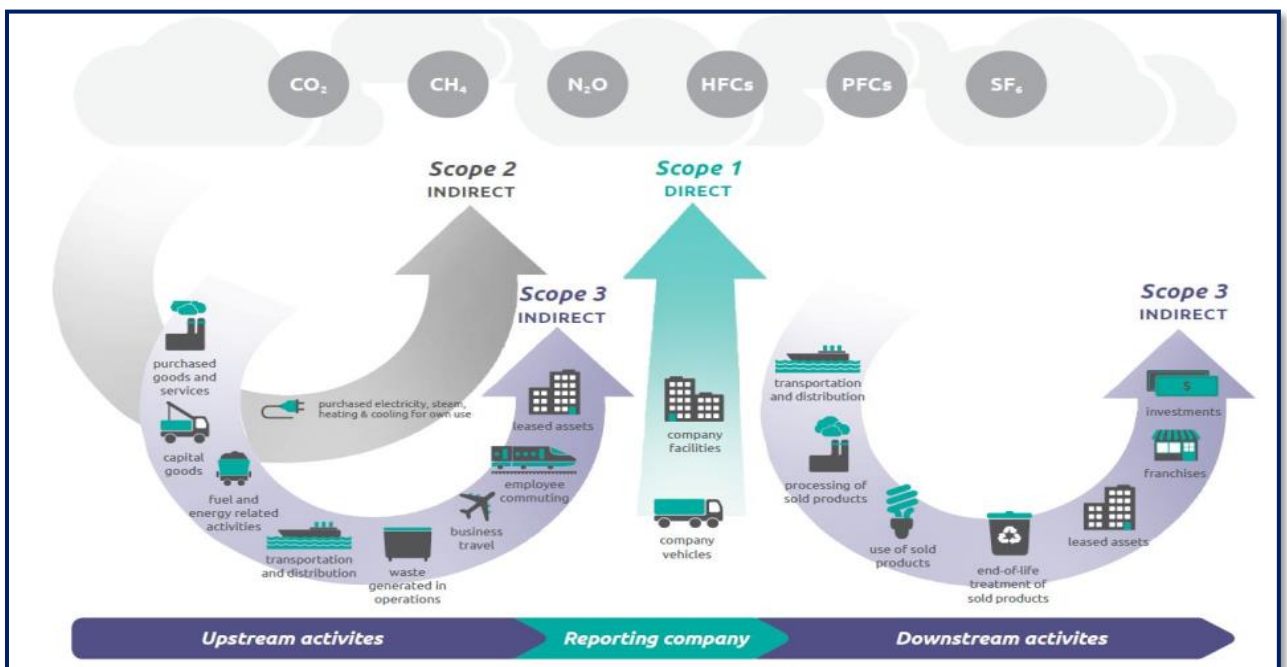 CO₂
CH₄
N₂O
HFCs
PFCs
SF₆
Scope 2
INDIRECT
Scope 1
DIRECT
Scope 3
INDIRECT
Scope 3
INDIRECT
purchased
goods and
services
capital
goods
fuel and
energy related
activities
transportation
and distribution
waste
generated in
operations
business
travel
employee
commuting
leased assets
purchased electricity, steam,
heating & cooling for own use
company
facilities
company
vehicles
transportation
and distribution
processing of
sold products
use of sold
products
end-of-life
treatment of
sold products
leased assets
franchises
$
investments
Upstream activites
Reporting company
Downstream activites